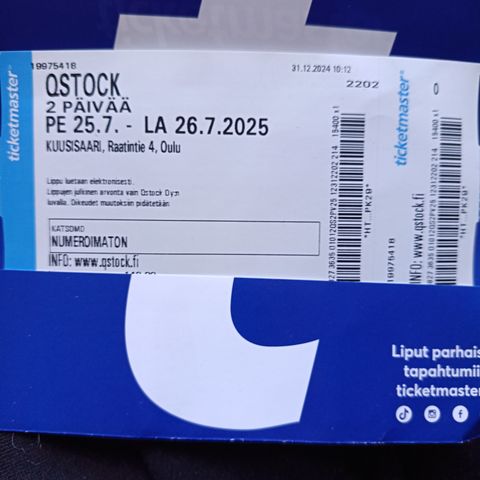 ticketmaster®
19975418
31.12.2024 10:12
2202
QSTOCK
2 PÄIVÄÄ
PE 25.7. - LA 26.7.2025
KUUSISAARI, Raatintie 4, Oulu
Lippu luetaan elektronisesti.
Lippujen julkinen arvonta vain Qstock Oy:n
luvalla. Oikeudet muutoksiin pidätetään.
KATSOMO
NUMEROIMATON
INFO: www.qstock.fi
ticketmaster®
0
19975418
INFO: www.qstock.fi
Liput parhais
tapahtumii
ticketmaster